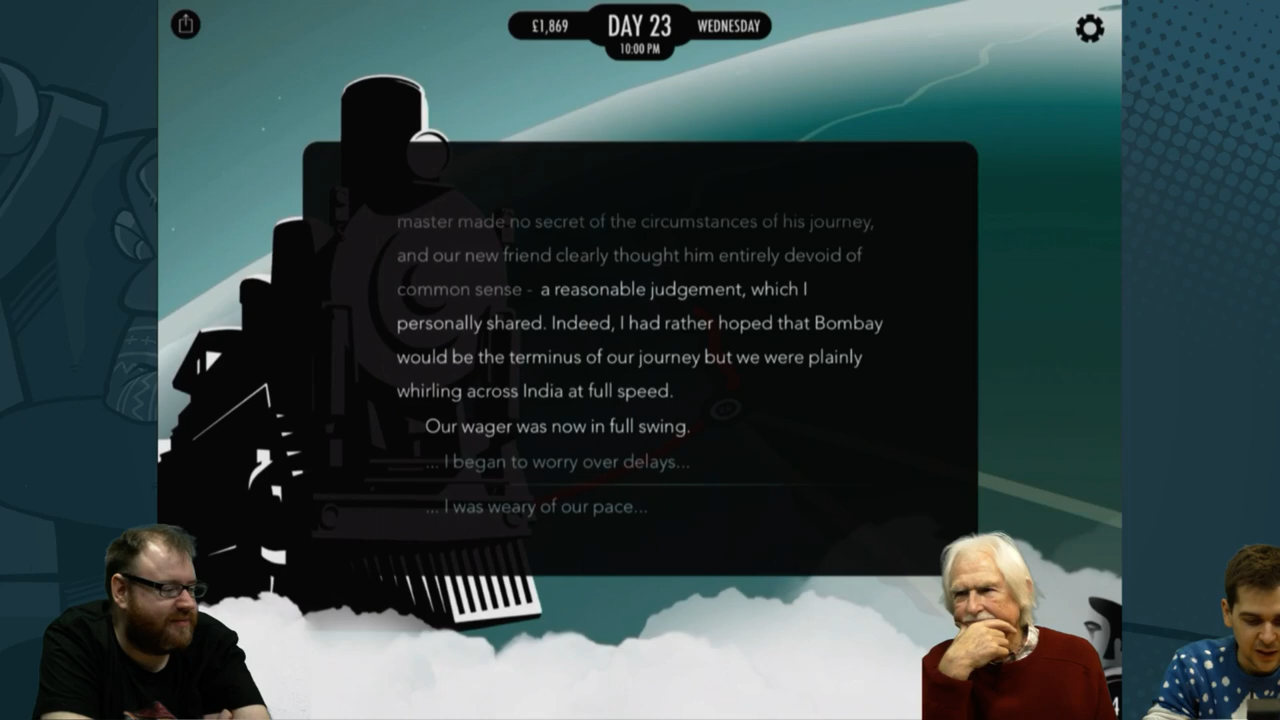 £1,869
DAY 23
WEDNESDAY
10:00 PM
master made no secret of the circumstances of his journey,
and our new friend clearly thought him entirely devoid of
common sense - a reasonable judgement, which I
personally shared. Indeed, I had rather hoped that Bombay
would be the terminus of our journey but we were plainly
whirling across India at full speed.
Our wager was now in full swing.
... I began to worry over delays...
... I was weary of our pace...